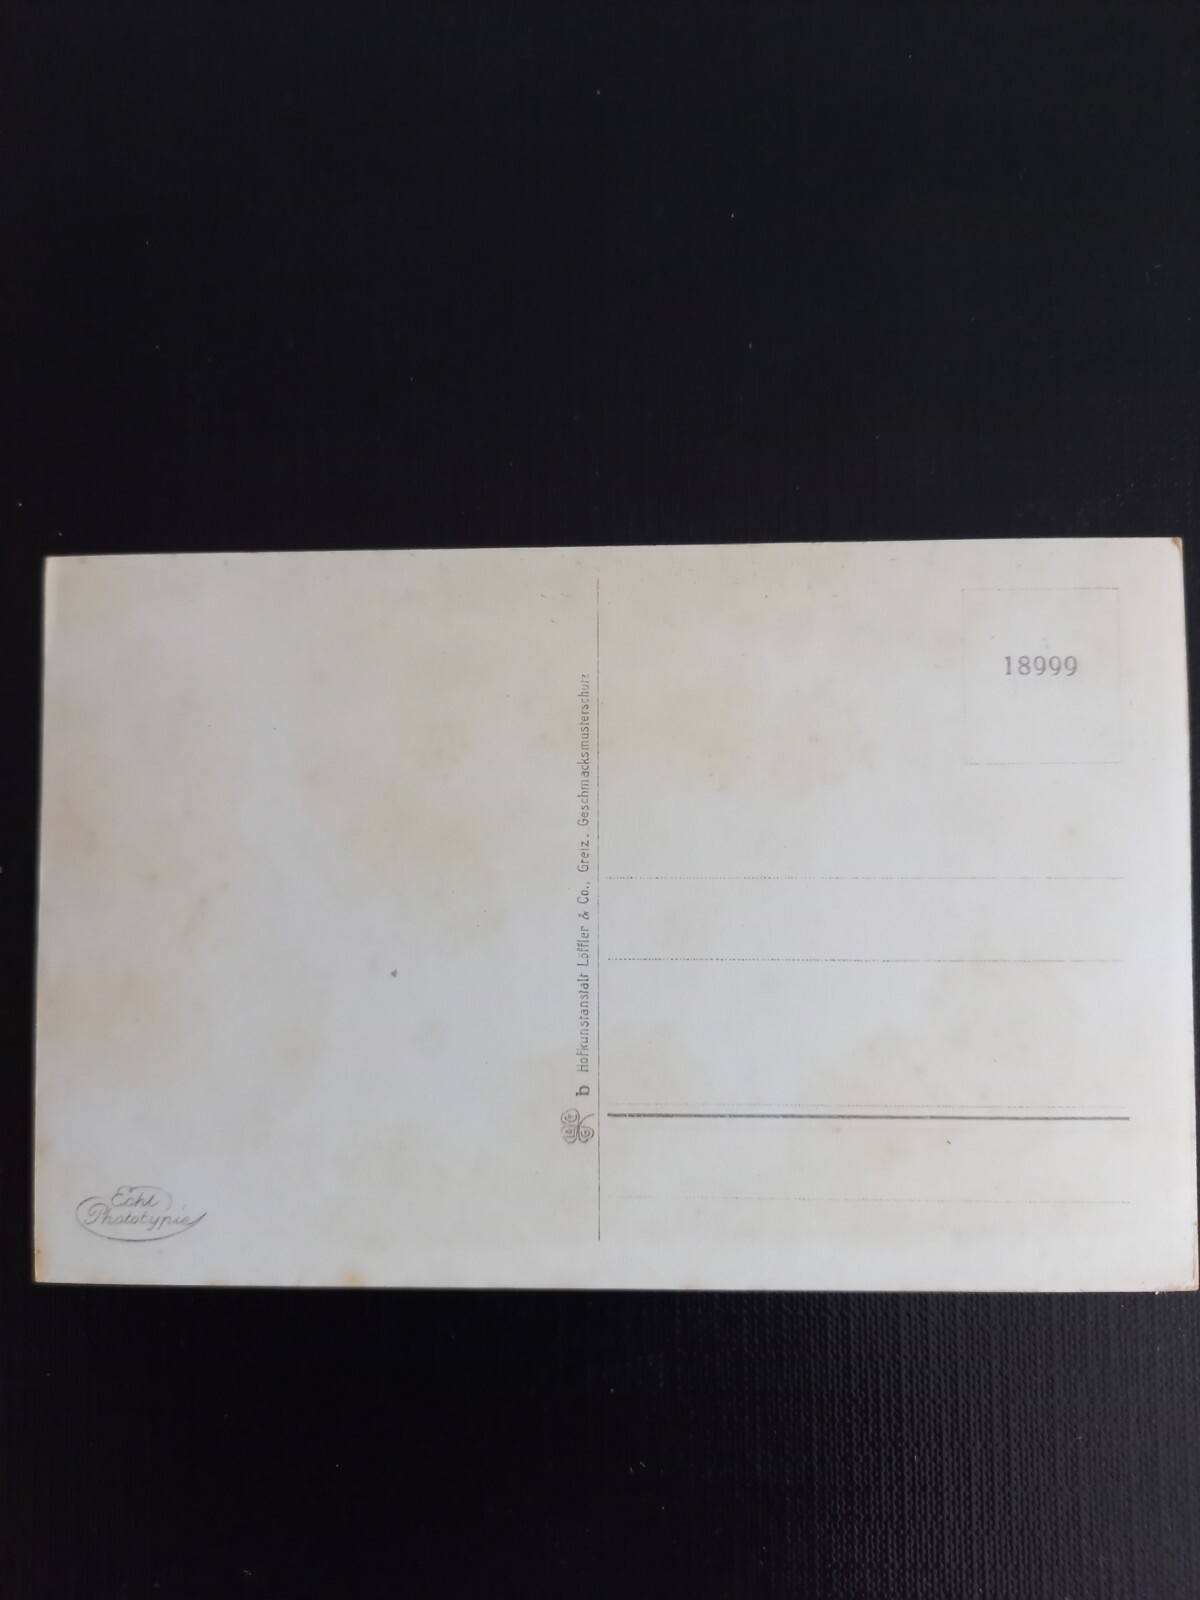 18999
b Hofkunstanstalt Löffler & Co., Greiz. Geschmacksmusterschutz
Echt
Phototypie